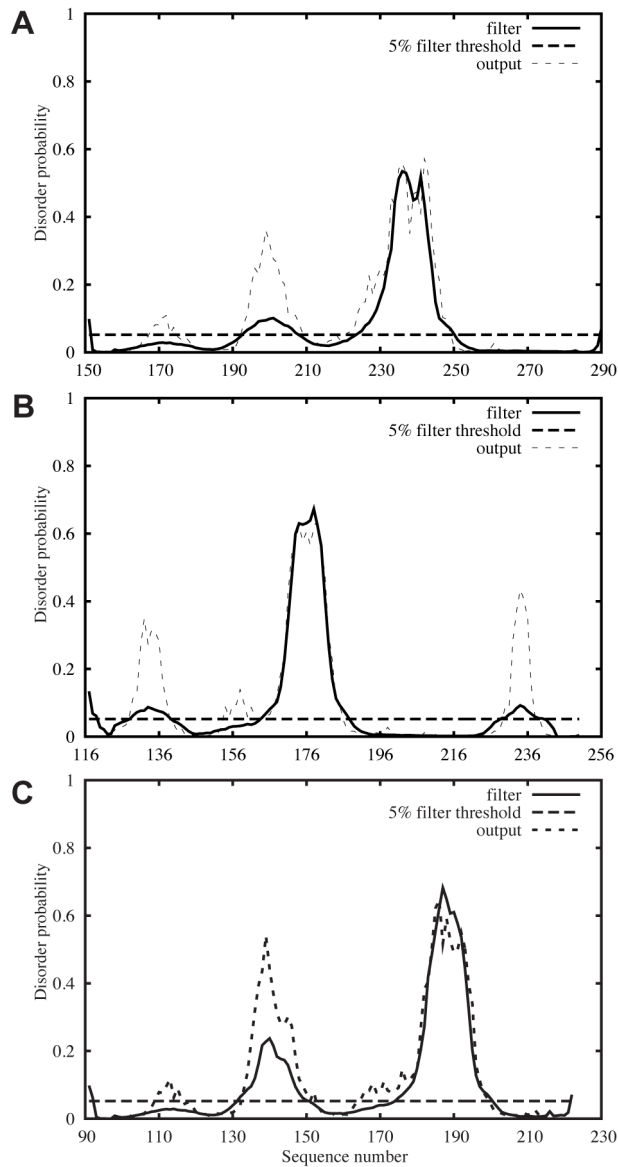 A
1
filter
5% filter threshold
output
0.8
0.6
0.4
0.2
0
Disorder probability
150 170 190 210 230 250 270 290
B
1
filter
5% filter threshold
output
0.8
0.6
0.4
0.2
0
Disorder probability
116 136 156 176 196 216 236 256
C
1
filter
5% filter threshold
output
0.8
0.6
0.4
0.2
0
Disorder probability
90 110 130 150 170 190 210 230
Sequence number